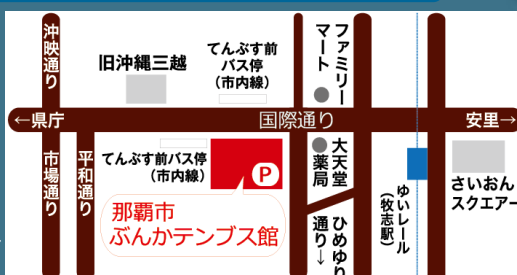 沖映通り
旧沖縄三越
てんぶす前
バス停
(市内線)
ファミリー
マート
←県庁
国際通り
安里→
市場通り
平和通り
てんぶす前バス停
(市内線)
P
大天堂
薬局
那覇市
ぶんかテンブス館
ひめゆり
通り→
ゆいレール
(牧志駅)
さいおん
スクエアー